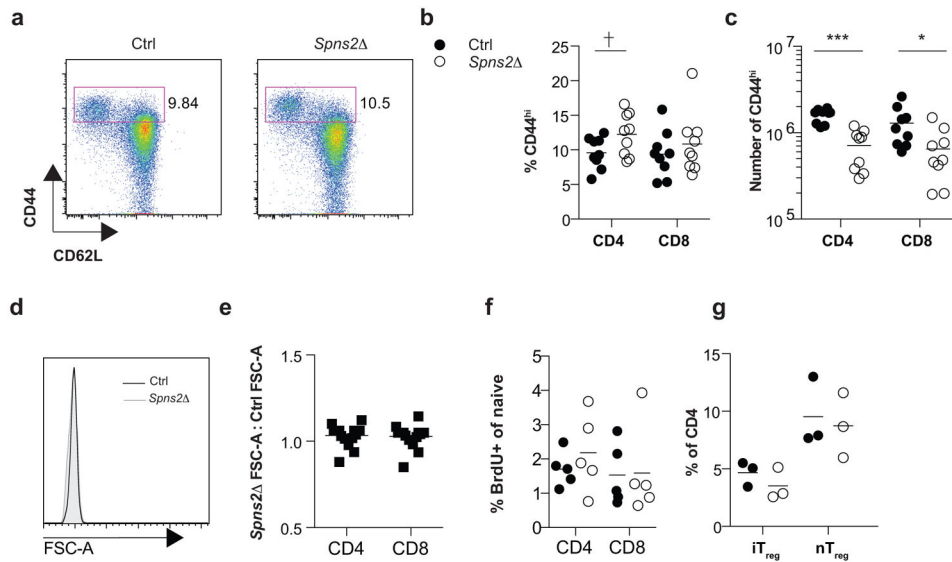 a
Ctrl
Spns2Δ
9.84
10.5
CD44
CD62L
b
Ctrl
Spns2Δ
†
25
20
15
10
5
0
% CD44hi
CD4
CD8
c
***
*
10^7
10^6
10^5
Number of CD44hi
CD4
CD8
d
Ctrl
Spns2Δ
FSC-A
e
1.5
1.0
0.5
Spns2Δ FSC-A : Ctrl FSC-A
CD4
CD8
f
5
4
3
2
1
0
% BrdU+ of naive
CD4
CD8
g
15
10
5
0
% of CD4
iTreg
nTreg